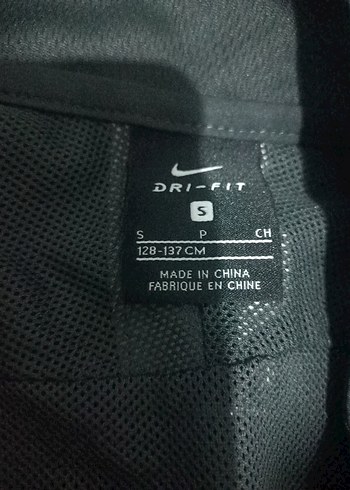 DRI-FIT
S
S P CH
128-137 CM
MADE IN CHINA
FABRIQUE EN CHINE